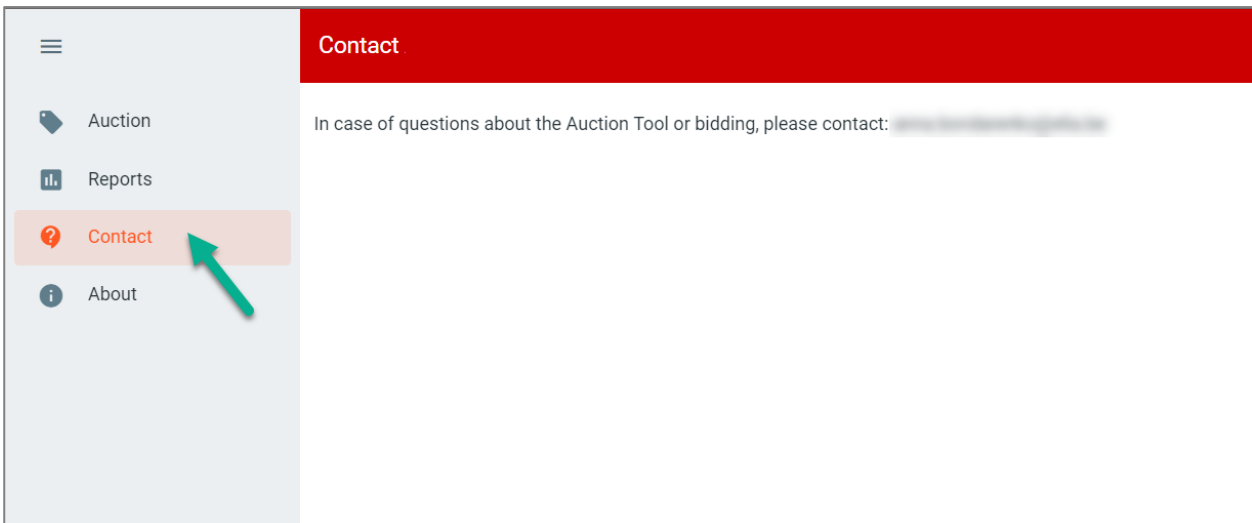 Contact
Auction
In case of questions about the Auction Tool or bidding, please contact:
Reports
Contact
About